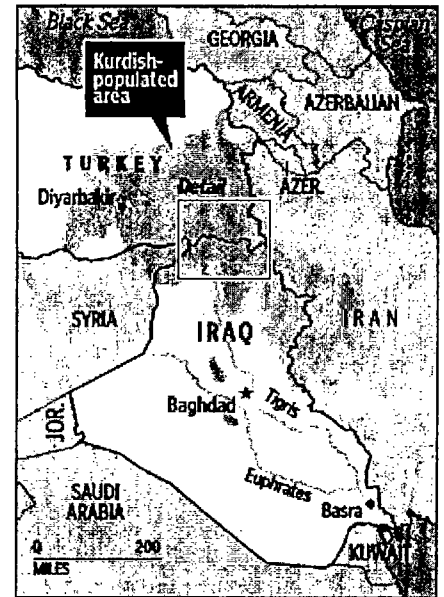 Black Sea
Caspian
Sea
GEORGIA
Kurdish-
populated
area
ARMENIA
AZERBAIJAN
TURKEY
AZER.
Detail
Diyarbakir
SYRIA
IRAQ
IRAN
Baghdad
Tigris
JOR.
Euphrates
SAUDI
ARABIA
Basra
KUWAIT
0 200
MILES